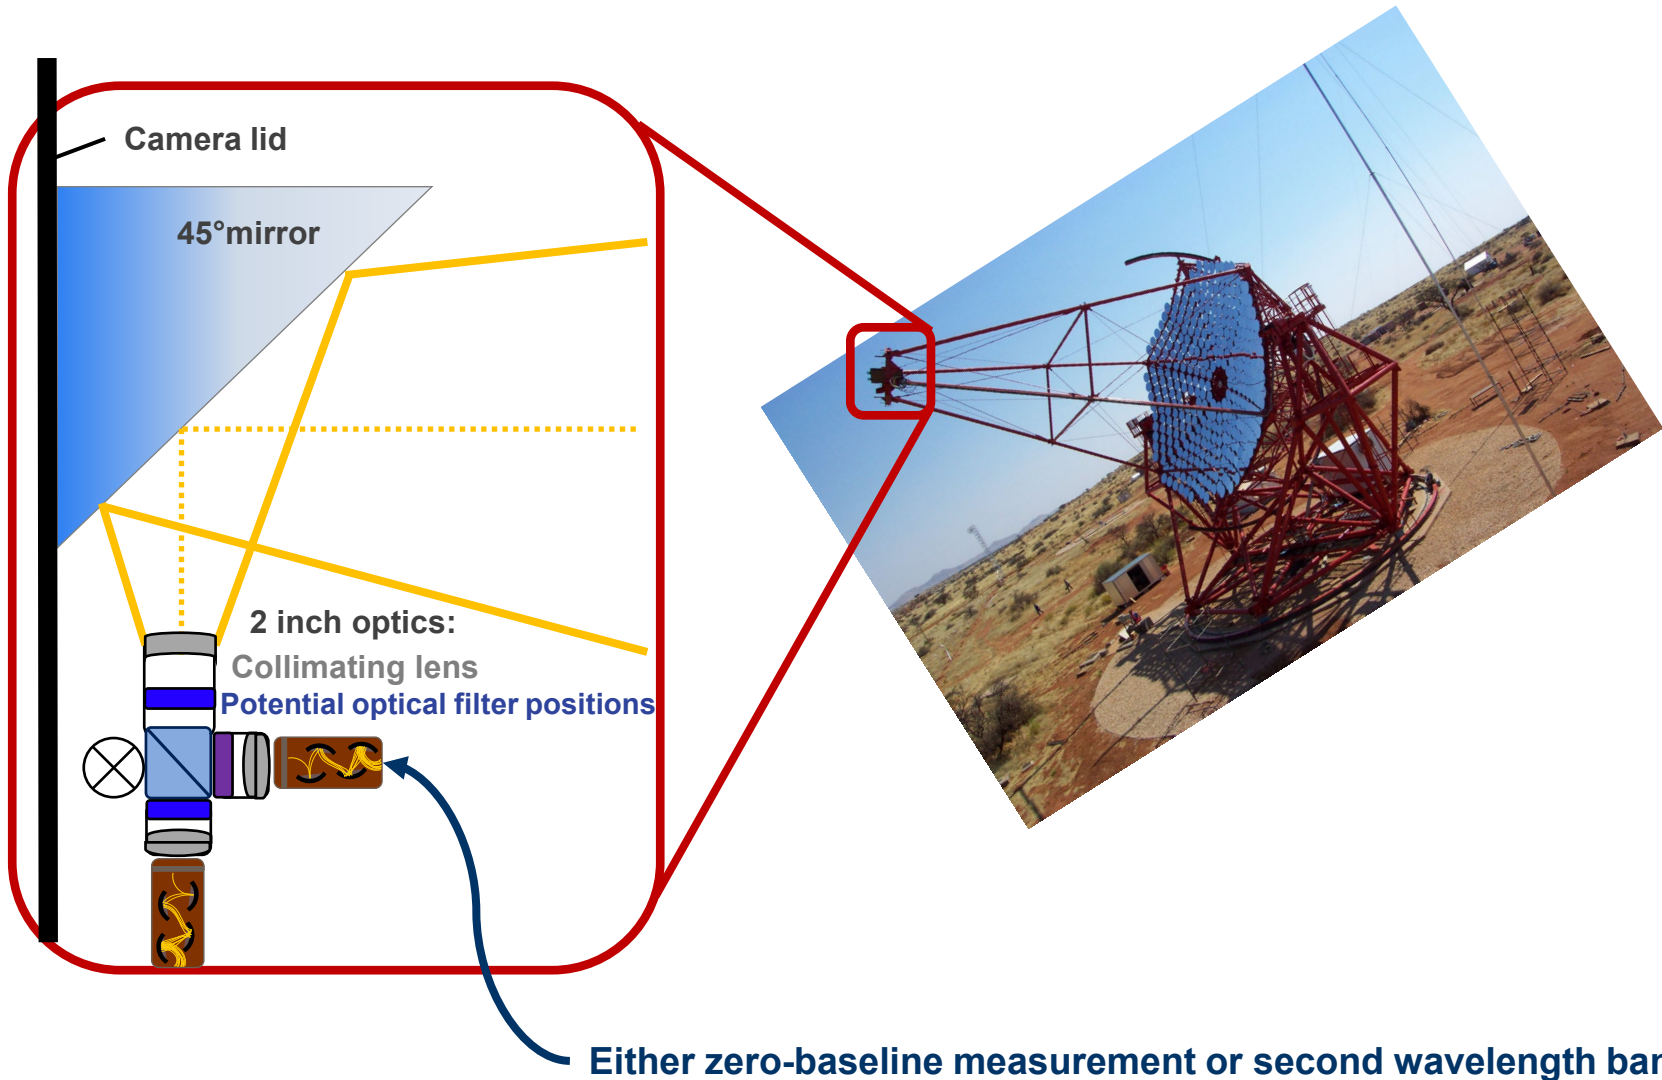 Camera lid
45°mirror
2 inch optics:
Collimating lens
Potential optical filter positions
Either zero-baseline measurement or second wavelength